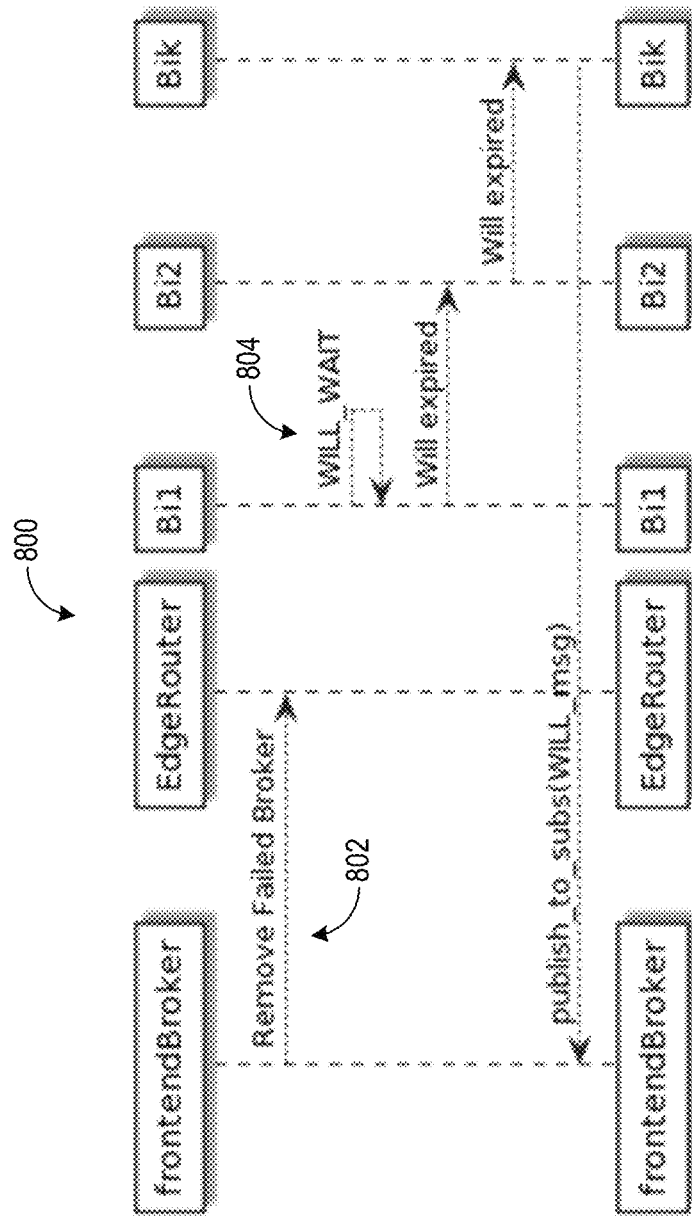 800
frontendBroker
EdgeRouter
Bi1
Bi2
Bik
Remove Failed Broker
802
804
WILL_WAIT
Will expired
Will expired
publish_to_subs(WILL_msg)
frontendBroker
EdgeRouter
Bi1
Bi2
Bik